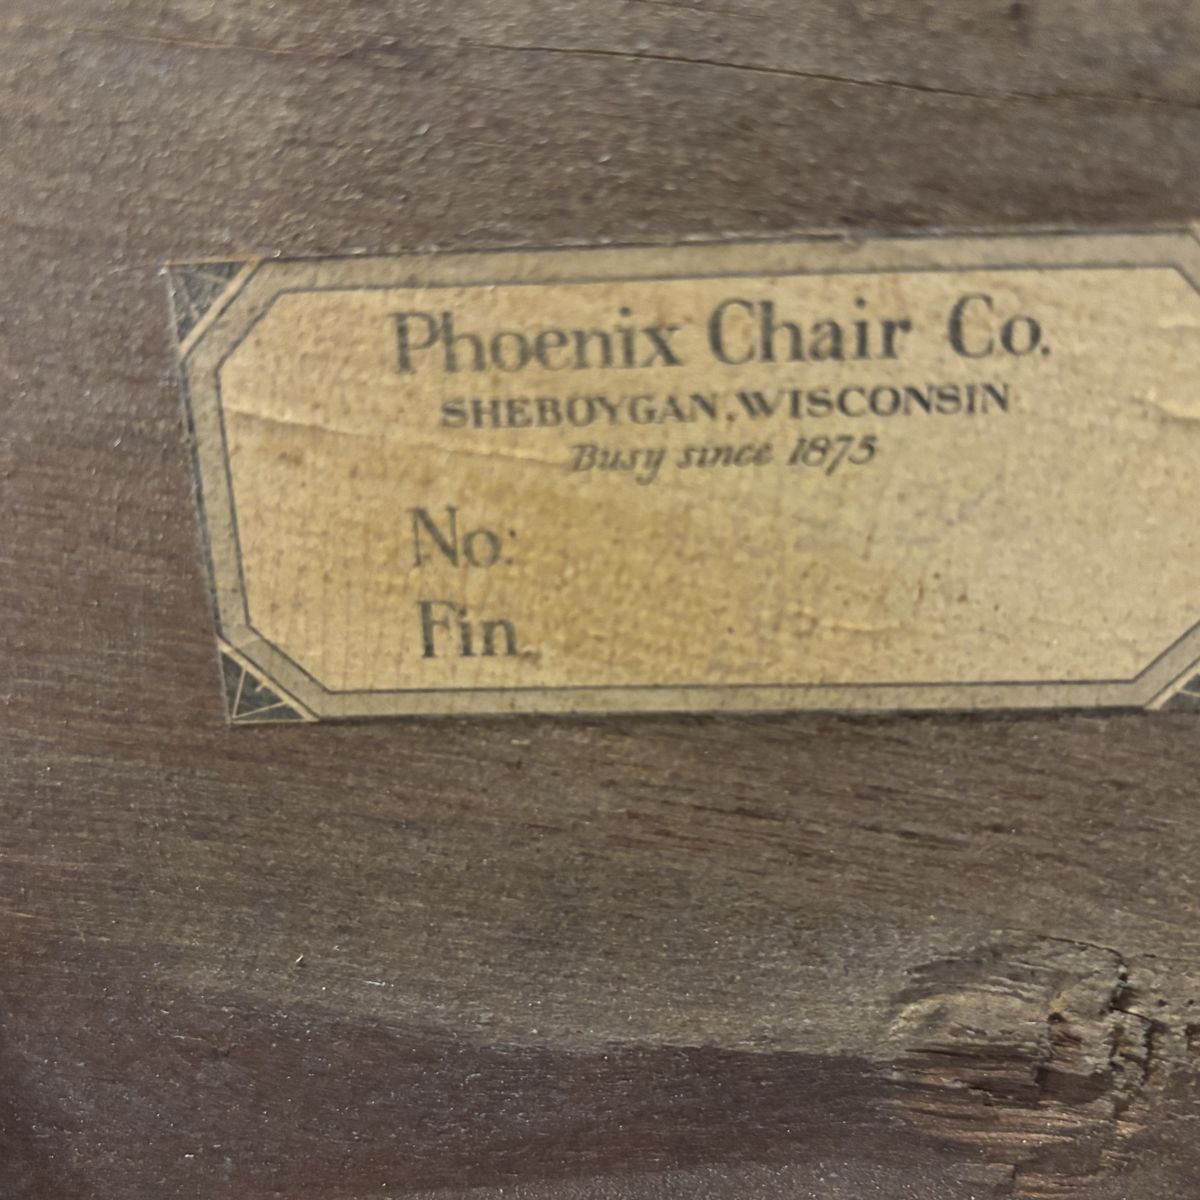 Phoenix Chair Co.
SHEBOYGAN, WISCONSIN
Busy since 1875
No.
Fin.